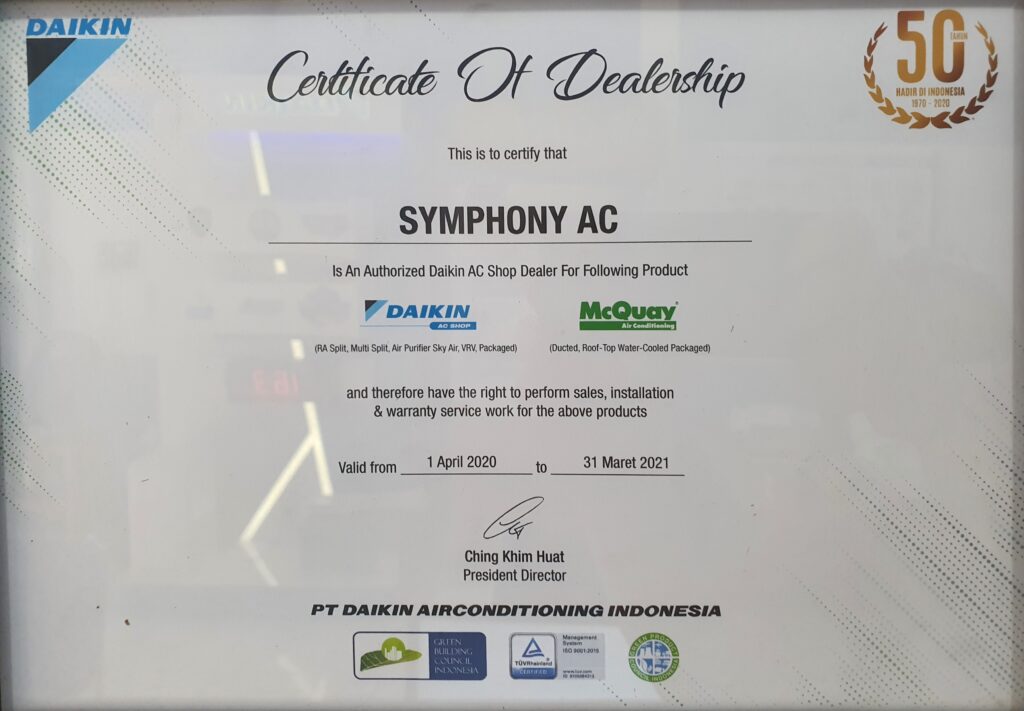 DAIKIN
Certificate Of Dealership
50
TAHUN
HADIR DI INDONESIA
1970 - 2020
This is to certify that
SYMPHONY AC
Is An Authorized Daikin AC Shop Dealer For Following Product
DAIKIN
AC SHOP
McQuay
Air Conditioning
(RA Split, Multi Split, Air Purifier Sky Air, VRV, Packaged)
(Ducted, Roof-Top Water-Cooled Packaged)
and therefore have the right to perform sales, installation
& warranty service work for the above products
Valid from 1 April 2020 to 31 Maret 2021
Ching Khim Huat
President Director
PT DAIKIN AIRCONDITIONING INDONESIA
GREEN
BUILDING
COUNCIL
INDONESIA
TÜVRheinland
CERTIFIED
Management
System
ISO 9001:2015
www.tuv.com
GREEN PRODUCT